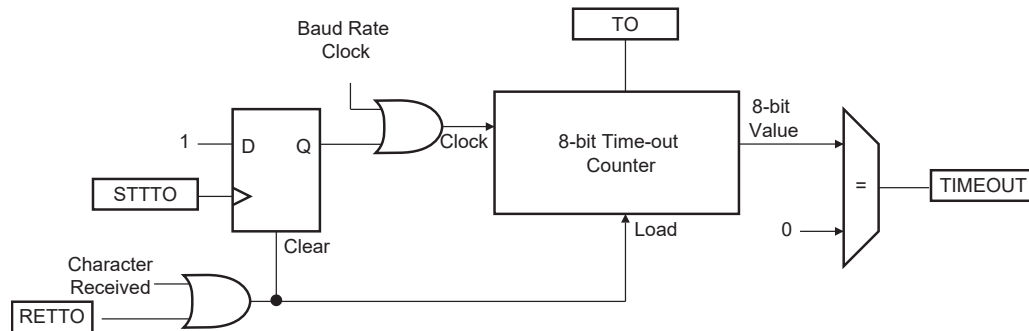 Baud Rate
Clock
TO
1
D
Q
Clock
8-bit Time-out
Counter
8-bit
Value
=
TIMEOUT
STTTO
Clear
Load
0
Character
Received
RETTO